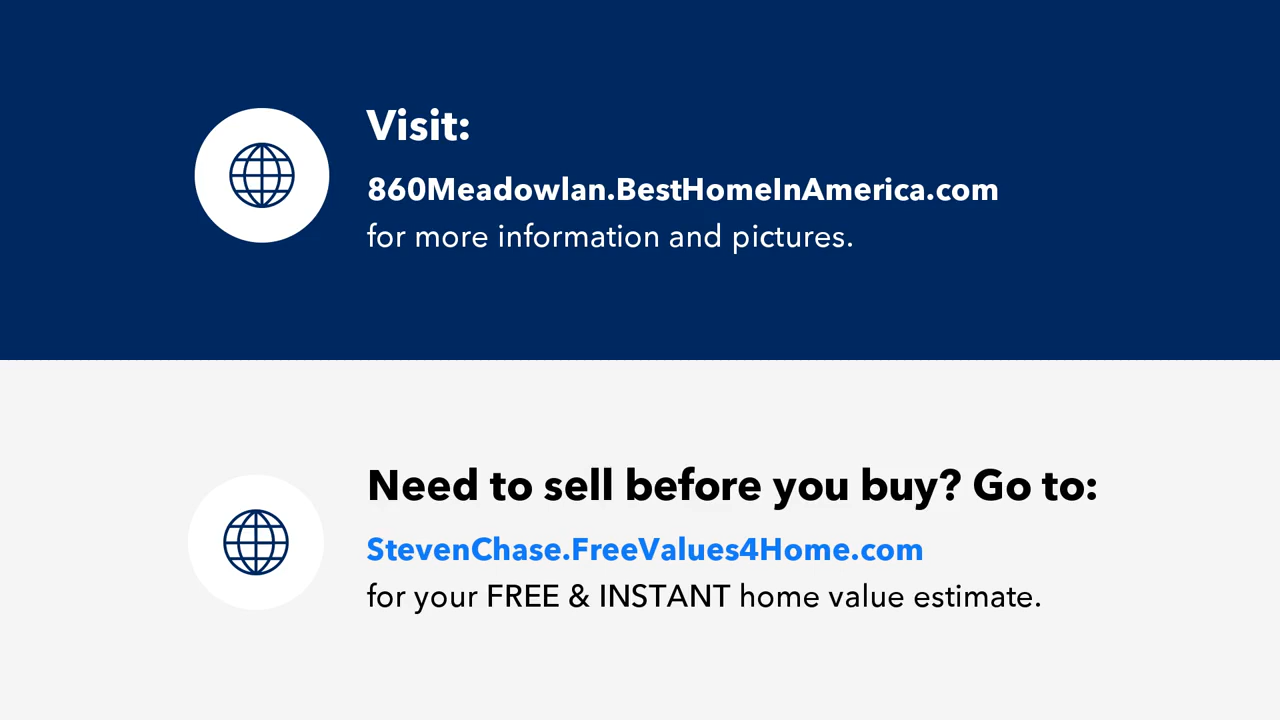 Visit:
860Meadowlan.BestHomeInAmerica.com
for more information and pictures.
Need to sell before you buy? Go to:
StevenChase.FreeValues4Home.com
for your FREE & INSTANT home value estimate.